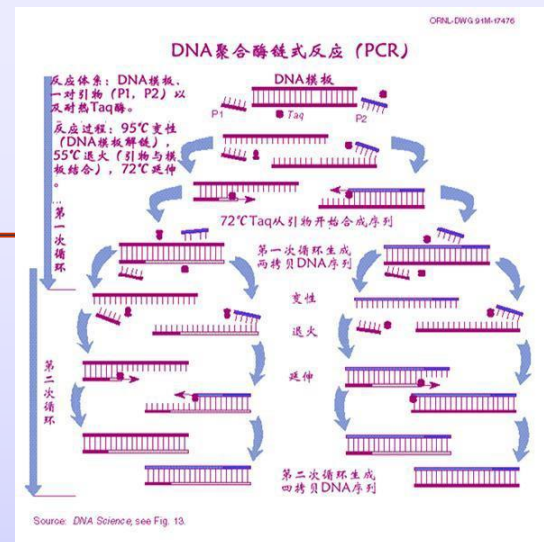 ORNL-DWG 91M-17476
DNA聚合酶链式反应（PCR）
反应体系：DNA模板、
一对引物（P1，P2）以
及耐热Taq酶。
反应过程：95℃变性
（DNA模板解链），
55℃退火（引物与模
板结合），72℃延伸
。
…
DNA模板
P1
Taq
P2
72℃Taq从引物开始合成序列
第一次循环
第一次循环生成
两拷贝DNA序列
变性
退火
延伸
第二次循环
第二次循环生成
四拷贝DNA序列
Source: DNA Science, see Fig. 13.